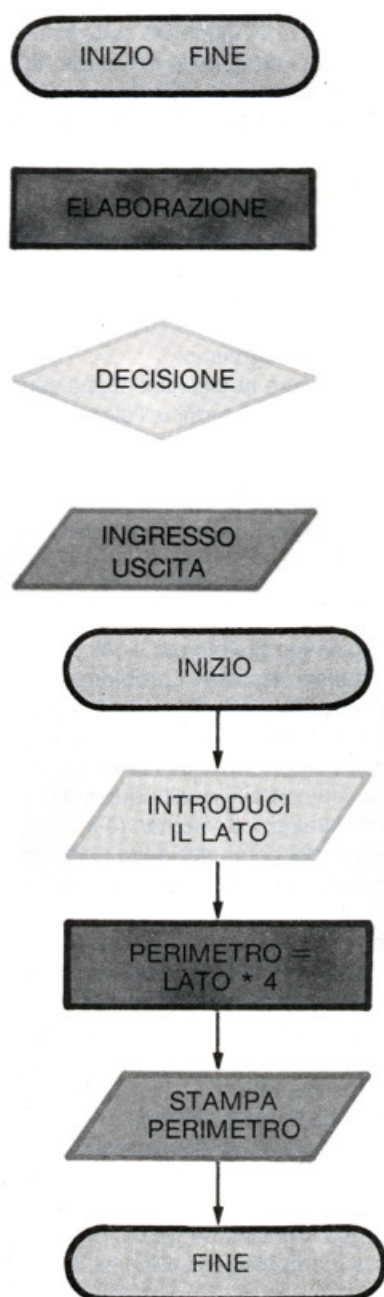 INIZIO FINE
ELABORAZIONE
DECISIONE
INGRESSO
USCITA
INIZIO
INTRODUCI
IL LATO
PERIMETRO =
LATO * 4
STAMPA
PERIMETRO
FINE